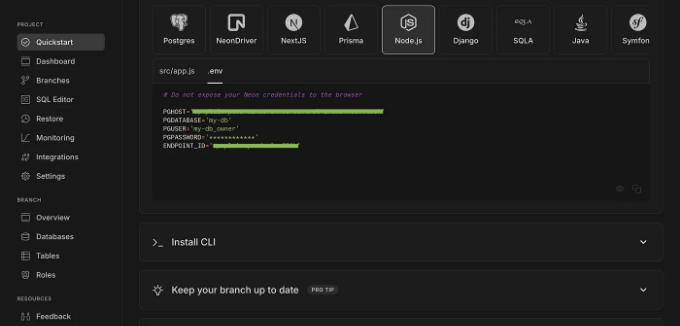 PROJECT
Quickstart
Dashboard
Branches
SQL Editor
Restore
Monitoring
Integrations
Settings
BRANCH
Overview
Databases
Tables
Roles
RESOURCES
Feedback
Postgres
NeonDriver
NextJS
Prisma
Node.js
Django
SQLA
Java
Symfon
src/app.js .env
# Do not expose your Neon credentials to the browser
PGHOST='
PGDATABASE='my-db'
PGUSER='my-db_owner'
PGPASSWORD='************'
ENDPOINT_ID='
Install CLI
Keep your branch up to date PRO TIP